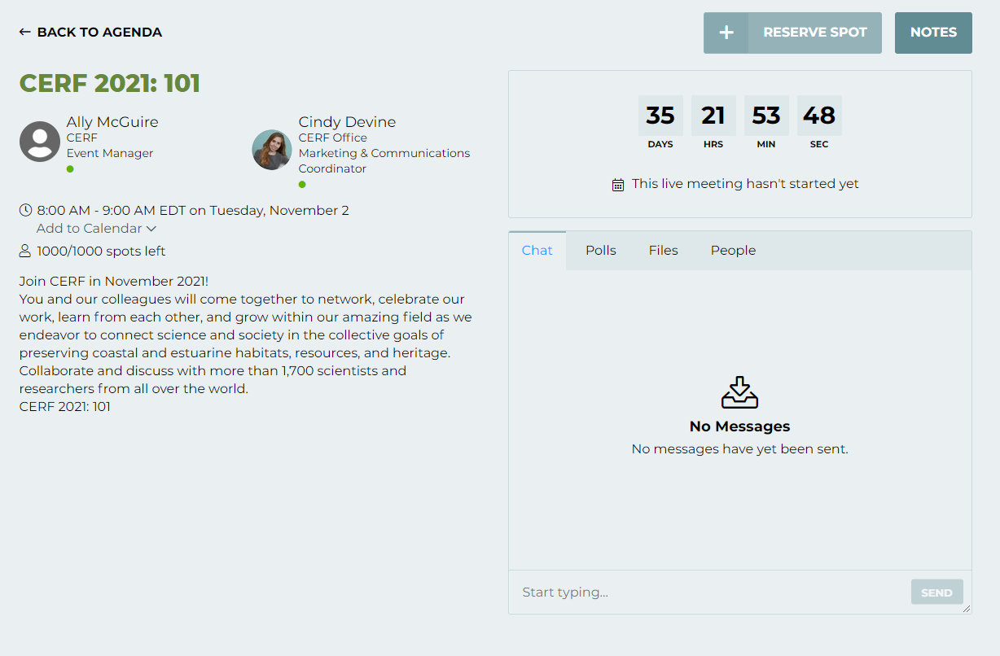 ← BACK TO AGENDA
+ RESERVE SPOT
NOTES
CERF 2021: 101
Ally McGuire
CERF
Event Manager
Cindy Devine
CERF Office
Marketing & Communications
Coordinator
8:00 AM - 9:00 AM EDT on Tuesday, November 2
Add to Calendar
1000/1000 spots left
Join CERF in November 2021!
You and our colleagues will come together to network, celebrate our
work, learn from each other, and grow within our amazing field as we
endeavor to connect science and society in the collective goals of
preserving coastal and estuarine habitats, resources, and heritage.
Collaborate and discuss with more than 1,700 scientists and
researchers from all over the world.
CERF 2021: 101
35 21 53 48
DAYS HRS MIN SEC
This live meeting hasn't started yet
Chat Polls Files People
No Messages
No messages have yet been sent.
Start typing...
SEND